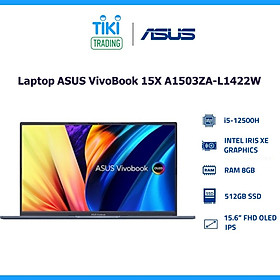 TIKI
TRADING
ASUS
Laptop ASUS VivoBook 15X A1503ZA-L1422W
ASUS Vivobook
i5-12500H
INTEL IRIS XE
GRAPHICS
RAM 8GB
512GB SSD
15.6" FHD OLED
IPS